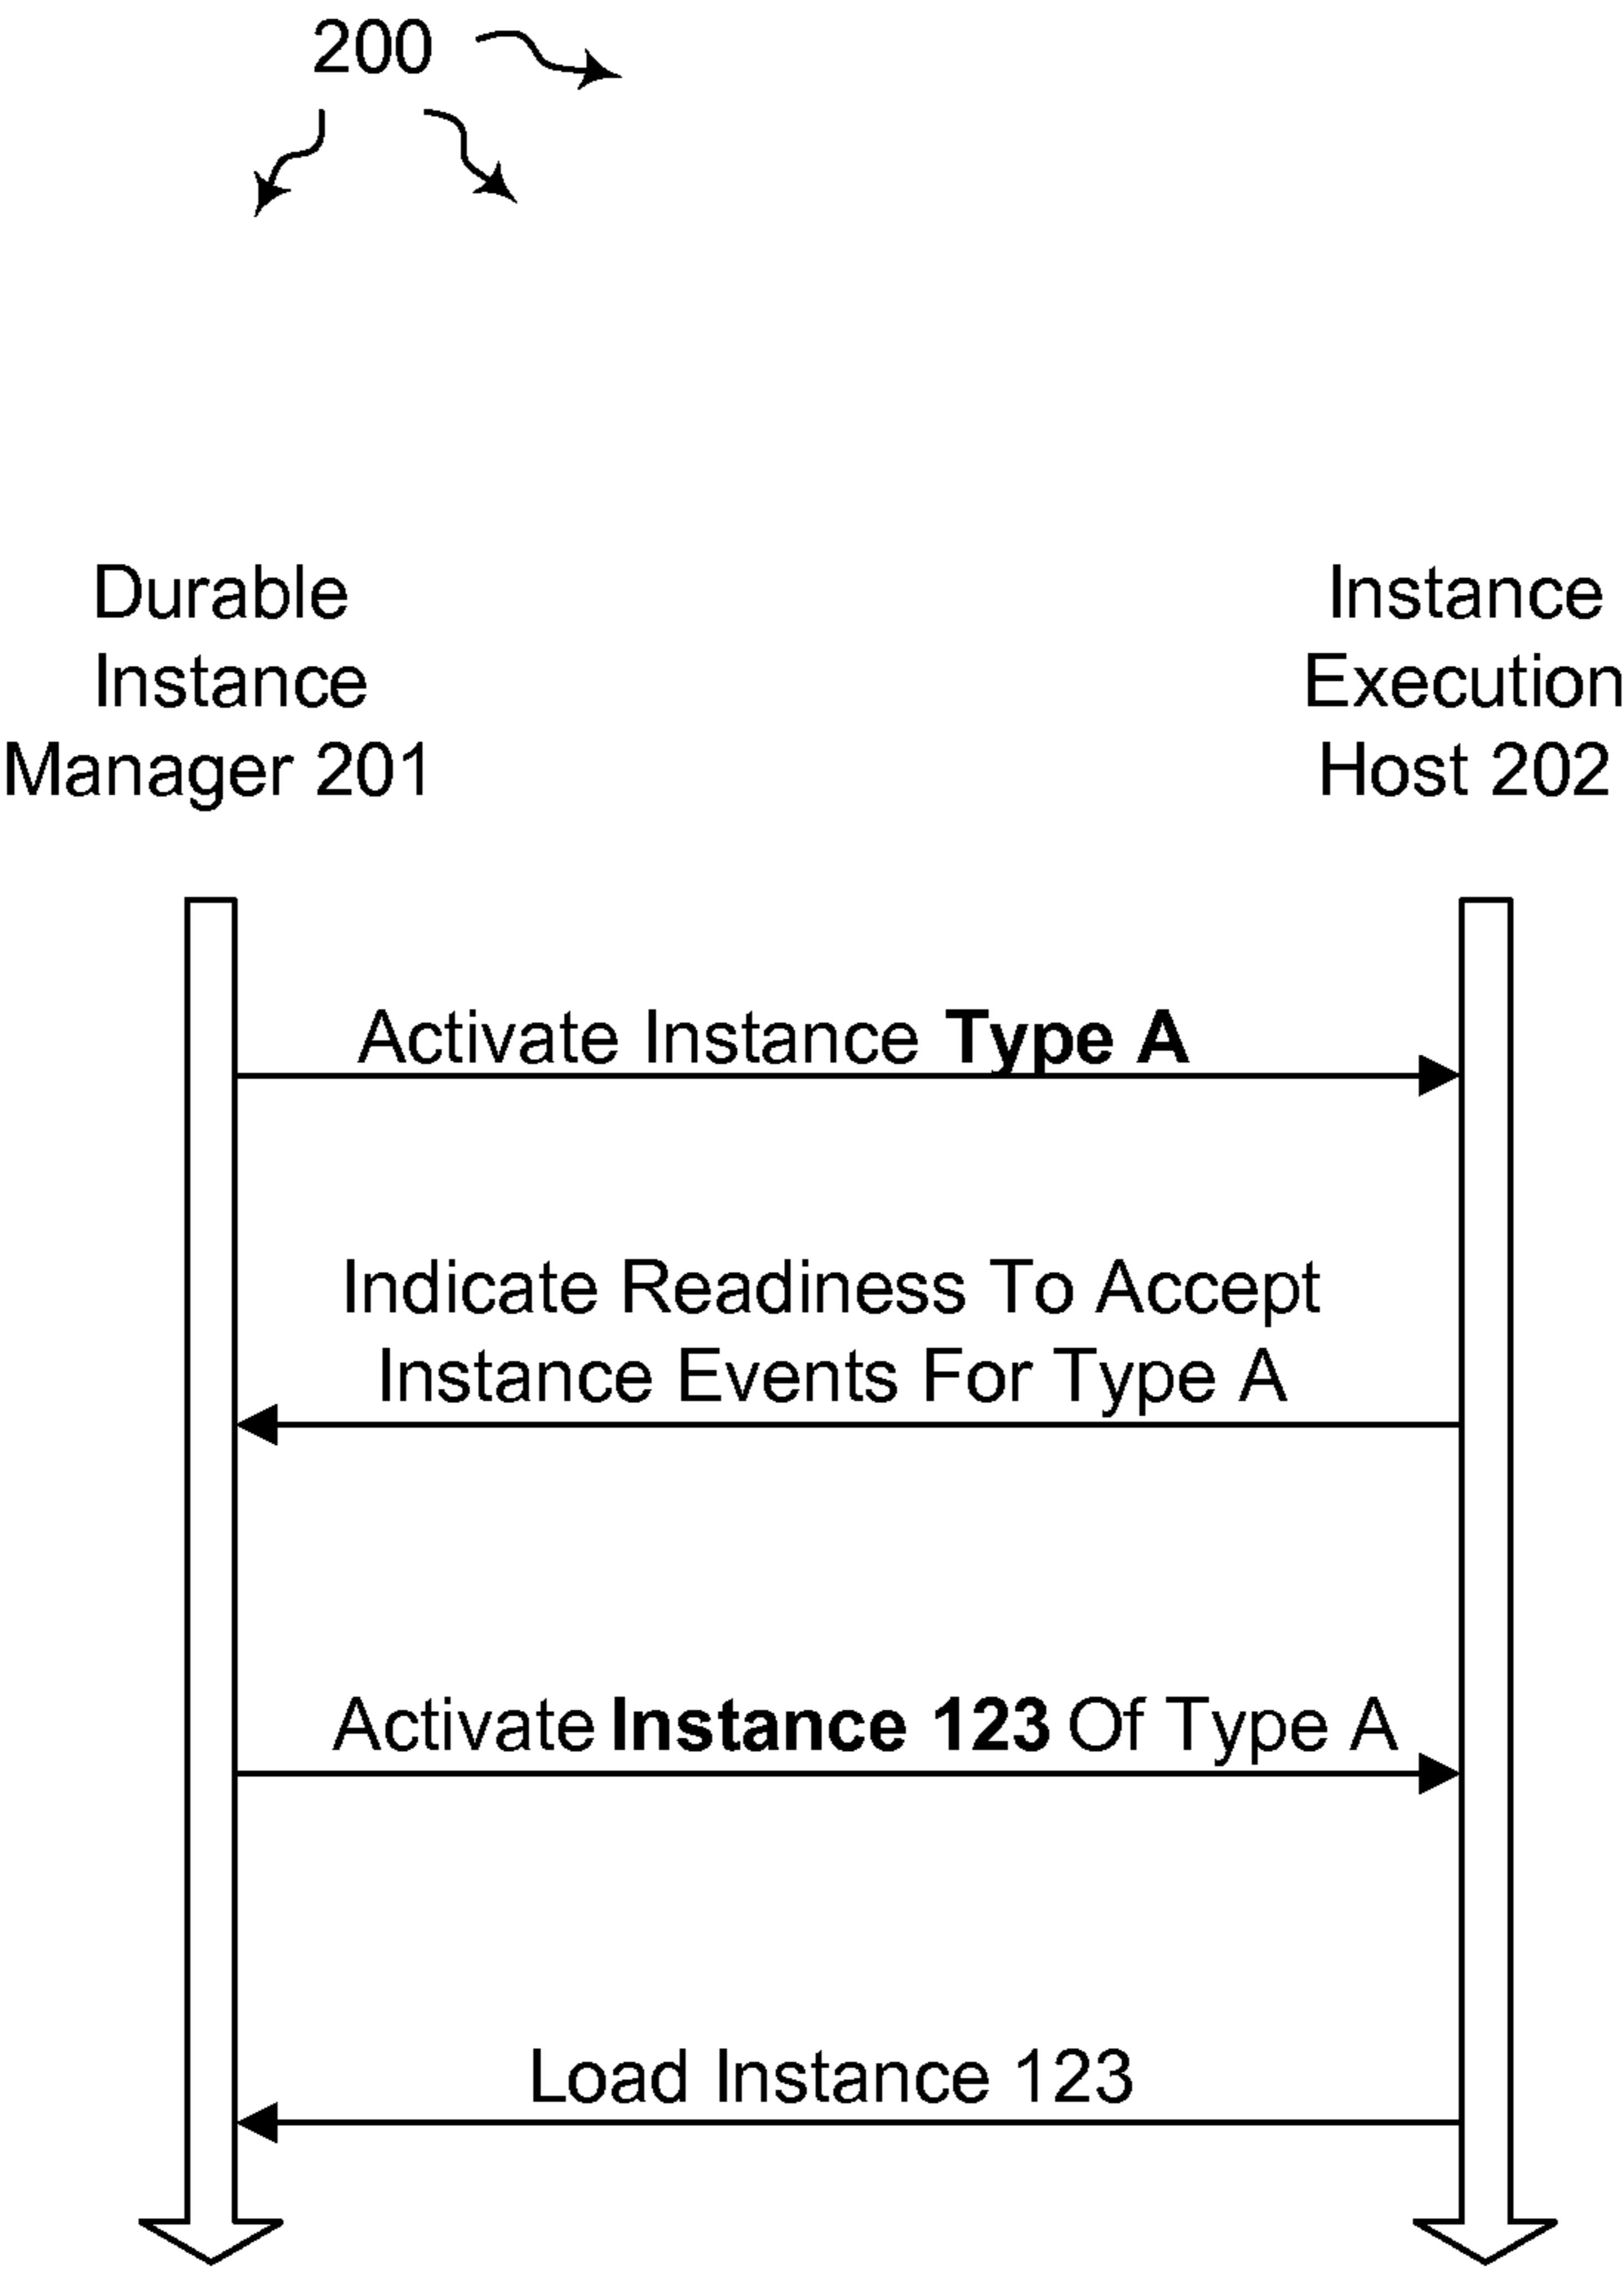 200
Durable
Instance
Manager 201
Instance
Execution
Host 202
Activate Instance Type A
Indicate Readiness To Accept
Instance Events For Type A
Activate Instance 123 Of Type A
Load Instance 123